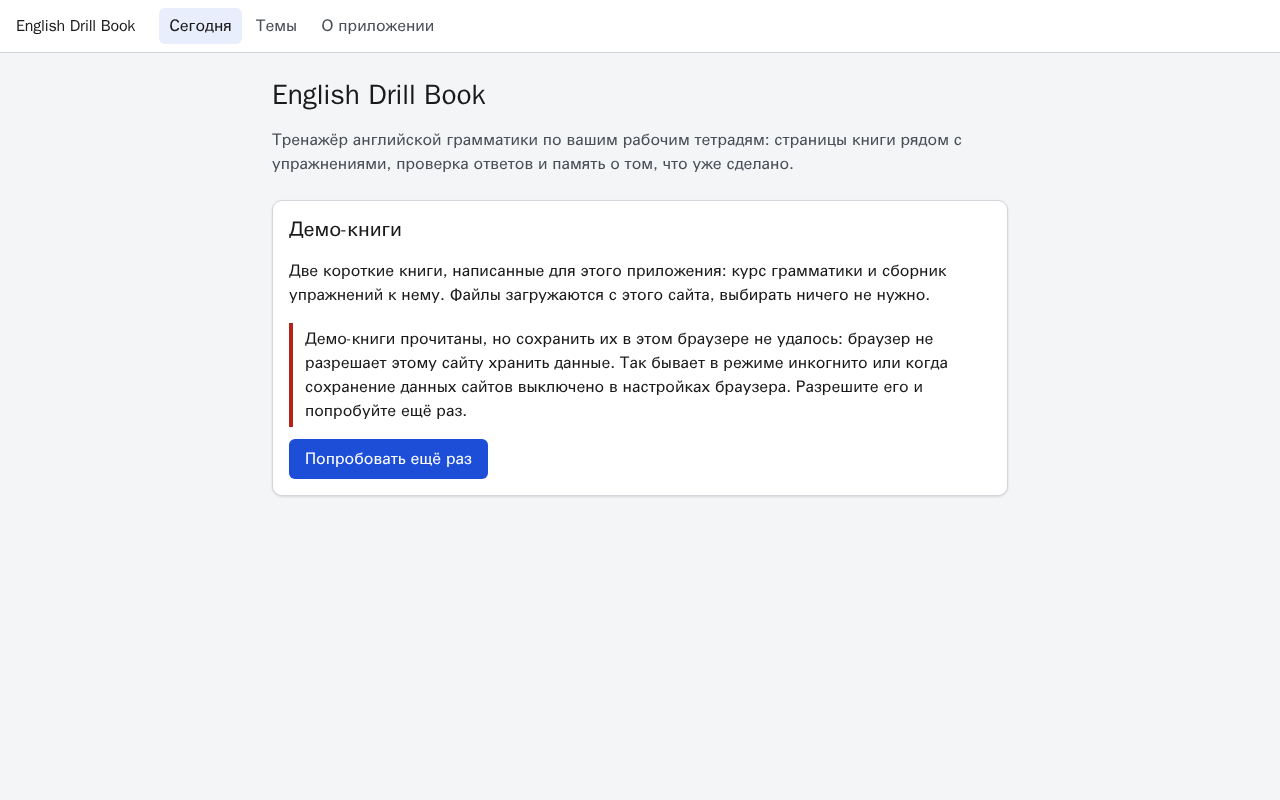 English Drill Book
Сегодня
Темы
О приложении
English Drill Book
Тренажёр английской грамматики по вашим рабочим тетрадям: страницы книги рядом с
упражнениями, проверка ответов и память о том, что уже сделано.
Демо-книги
Две короткие книги, написанные для этого приложения: курс грамматики и сборник
упражнений к нему. Файлы загружаются с этого сайта, выбирать ничего не нужно.
Демо-книги прочитаны, но сохранить их в этом браузере не удалось: браузер не
разрешает этому сайту хранить данные. Так бывает в режиме инкогнито или когда
сохранение данных сайтов выключено в настройках браузера. Разрешите его и
попробуйте ещё раз.
Попробовать ещё раз